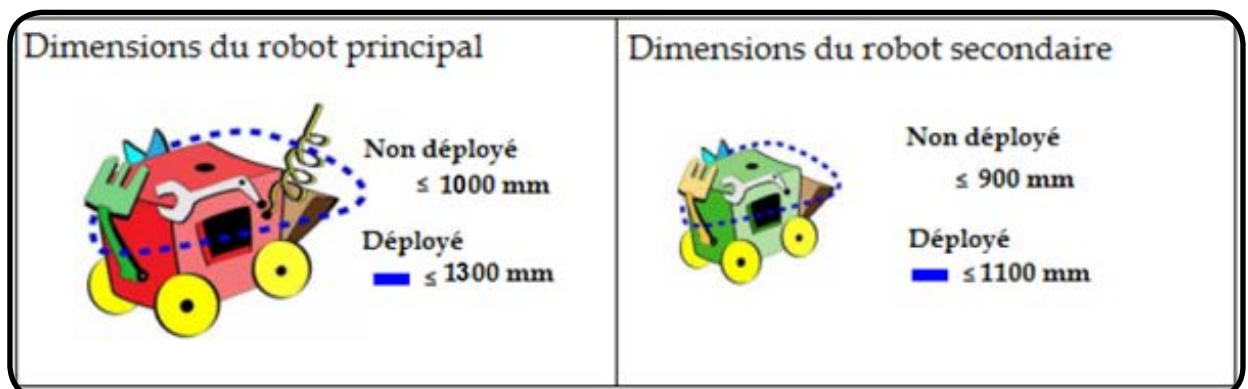 Dimensions du robot principal
Non déployé
≤ 1000 mm
Déployé
≤ 1300 mm
Dimensions du robot secondaire
Non déployé
≤ 900 mm
Déployé
≤ 1100 mm